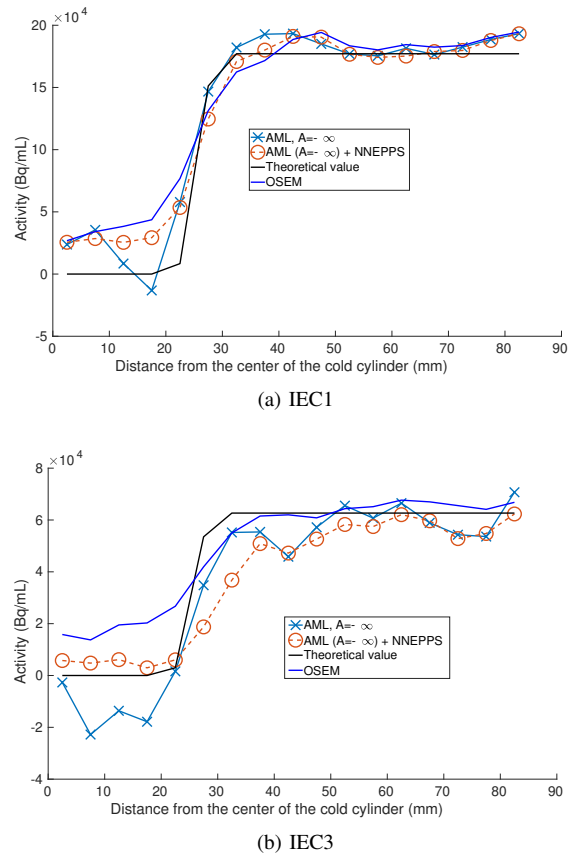 ×10⁴
20
15
10
5
0
-5
Activity (Bq/mL)
AML, A=- ∞
AML (A=- ∞) + NNEPPS
Theoretical value
OSEM
0 10 20 30 40 50 60 70 80 90
Distance from the center of the cold cylinder (mm)
(a) IEC1
×10⁴
8
6
4
2
0
-2
-4
Activity (Bq/mL)
AML, A=- ∞
AML (A=- ∞) + NNEPPS
Theoretical value
OSEM
0 10 20 30 40 50 60 70 80 90
Distance from the center of the cold cylinder (mm)
(b) IEC3